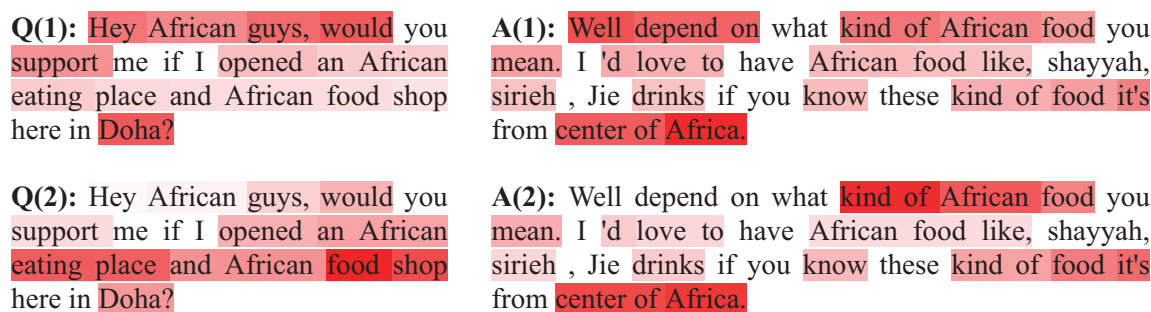 Q(1): Hey African guys, would you
support me if I opened an African
eating place and African food shop
here in Doha?
A(1): Well depend on what kind of African food you
mean. I 'd love to have African food like, shayyah,
sirieh , Jie drinks if you know these kind of food it's
from center of Africa.
Q(2): Hey African guys, would you
support me if I opened an African
eating place and African food shop
here in Doha?
A(2): Well depend on what kind of African food you
mean. I 'd love to have African food like, shayyah,
sirieh , Jie drinks if you know these kind of food it's
from center of Africa.